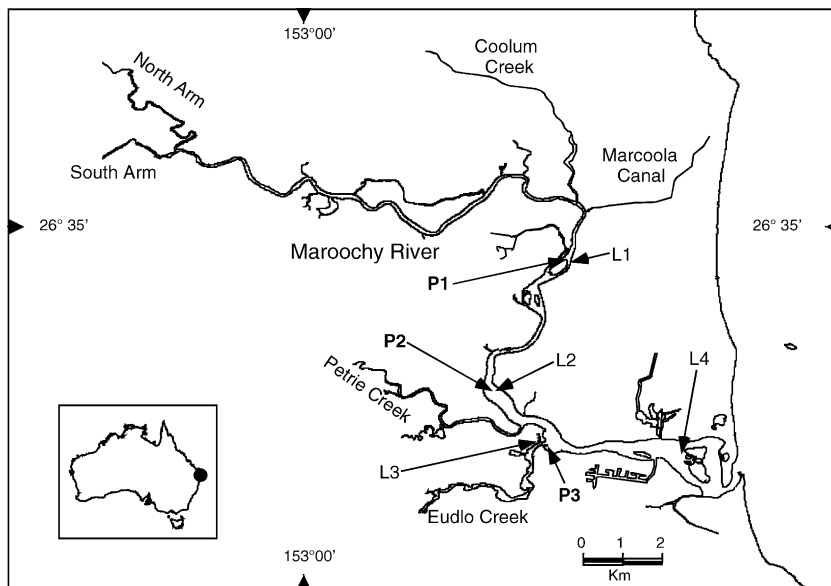 153° 00'
Coolum
Creek
North Arm
South Arm
Marcoola
Canal
26° 35'
26° 35'
Maroochy River
L1
P1
P2
L2
L4
Petrie Creek
L3
P3
Eudlo Creek
153° 00'
0 1 2
Km